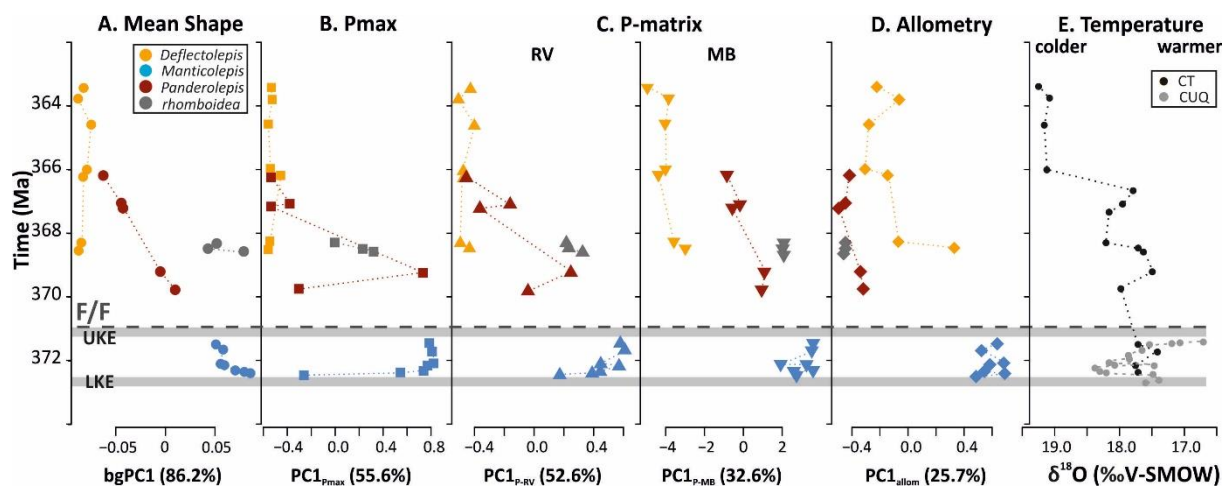 A. Mean Shape B. Pmax C. P-matrix D. Allometry E. Temperature
RV MB colder warmer
Deflectolepis
Manticolepis
Panderolepis
rhomboidea
CT
CUQ
Time (Ma)
364
366
368
370
372
F/F
UKE
LKE
−0.05 0 0.05 −0.4 0.0 0.4 0.8 −0.4 0.0 0.4 −4 −2 0 2 −0.4 0.0 0.4 19.0 18.0 17.0
bgPC1 (86.2%) PC1Pmax (55.6%) PC1P-RV (52.6%) PC1P-MB (32.6%) PC1allom (25.7%) δ18O (‰V-SMOW)